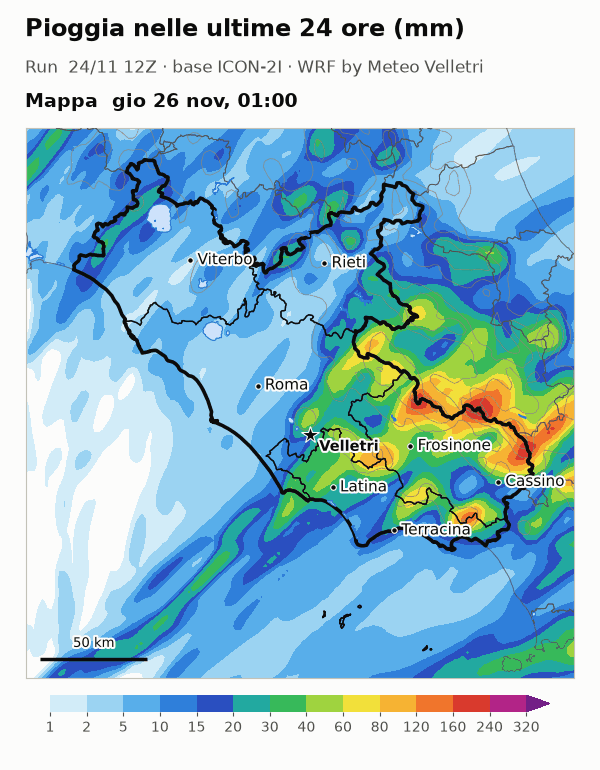 Pioggia nelle ultime 24 ore (mm)
Run  24/11 12Z · base ICON-2I · WRF by Meteo Velletri
Mappa  gio 26 nov, 01:00
Viterbo
Rieti
Roma
Velletri
Frosinone
Latina
Cassino
Terracina
50 km
1 2 5 10 15 20 30 40 60 80 120 160 240 320